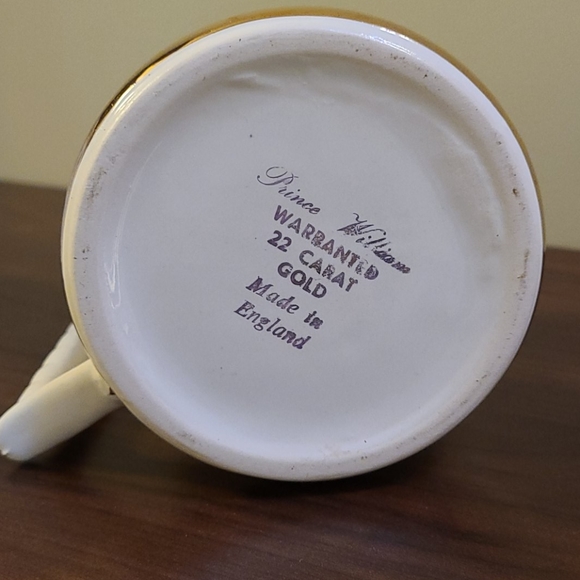 Prince William
WARRANTED
22 CARAT
GOLD
Made in
England